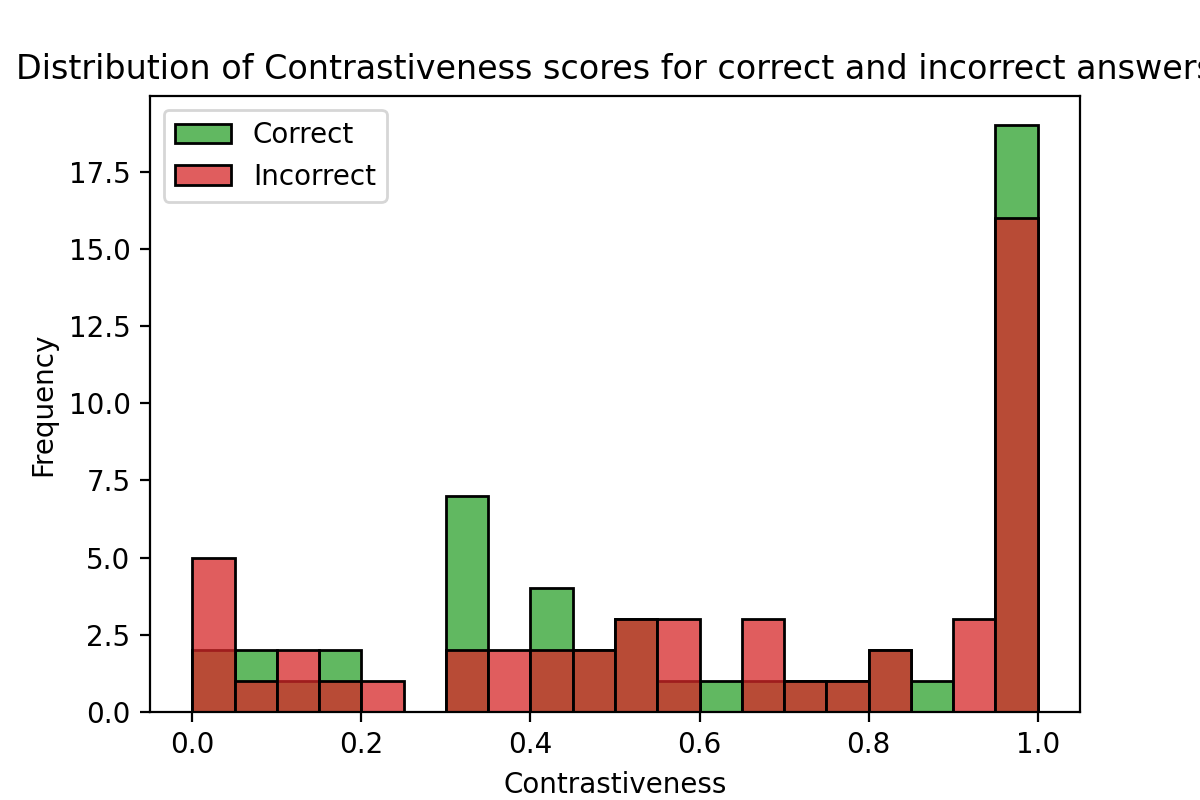 Distribution of Contrastiveness scores for correct and incorrect answers
Correct
Incorrect
Frequency
17.5
15.0
12.5
10.0
7.5
5.0
2.5
0.0
0.0 0.2 0.4 0.6 0.8 1.0
Contrastiveness